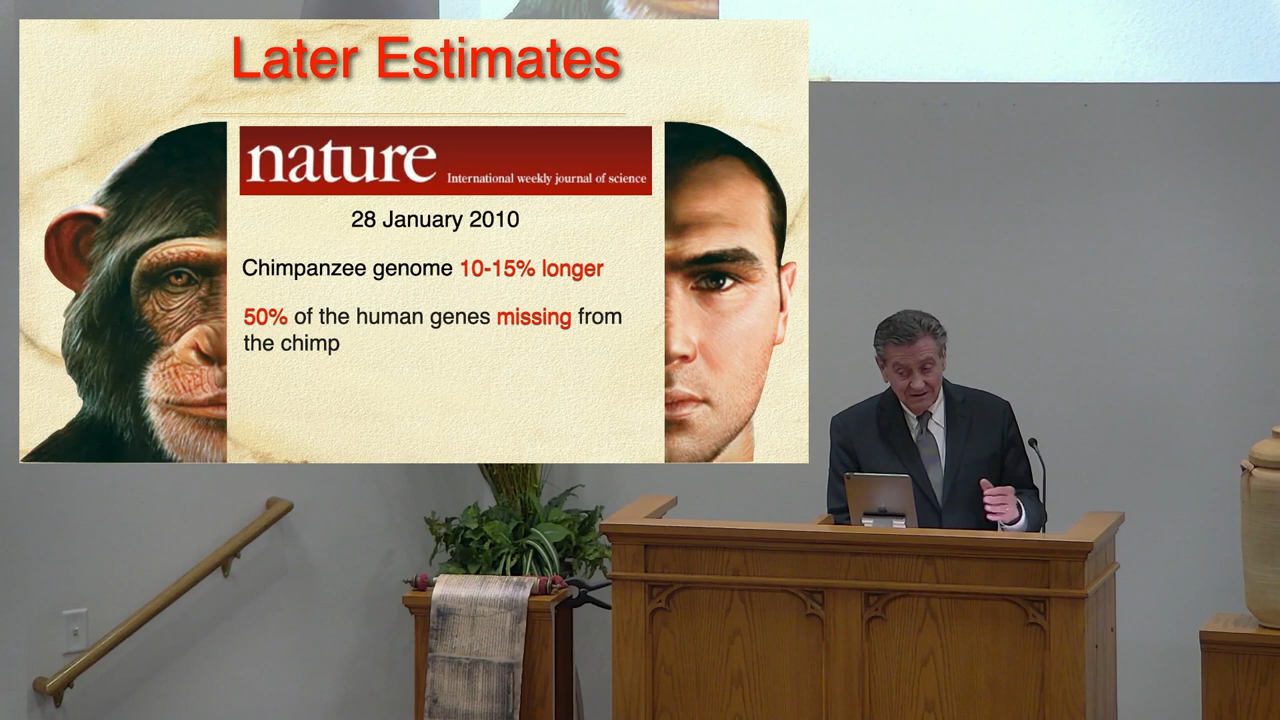 Later Estimates
nature International weekly journal of science
28 January 2010
Chimpanzee genome 10-15% longer
50% of the human genes missing from
the chimp